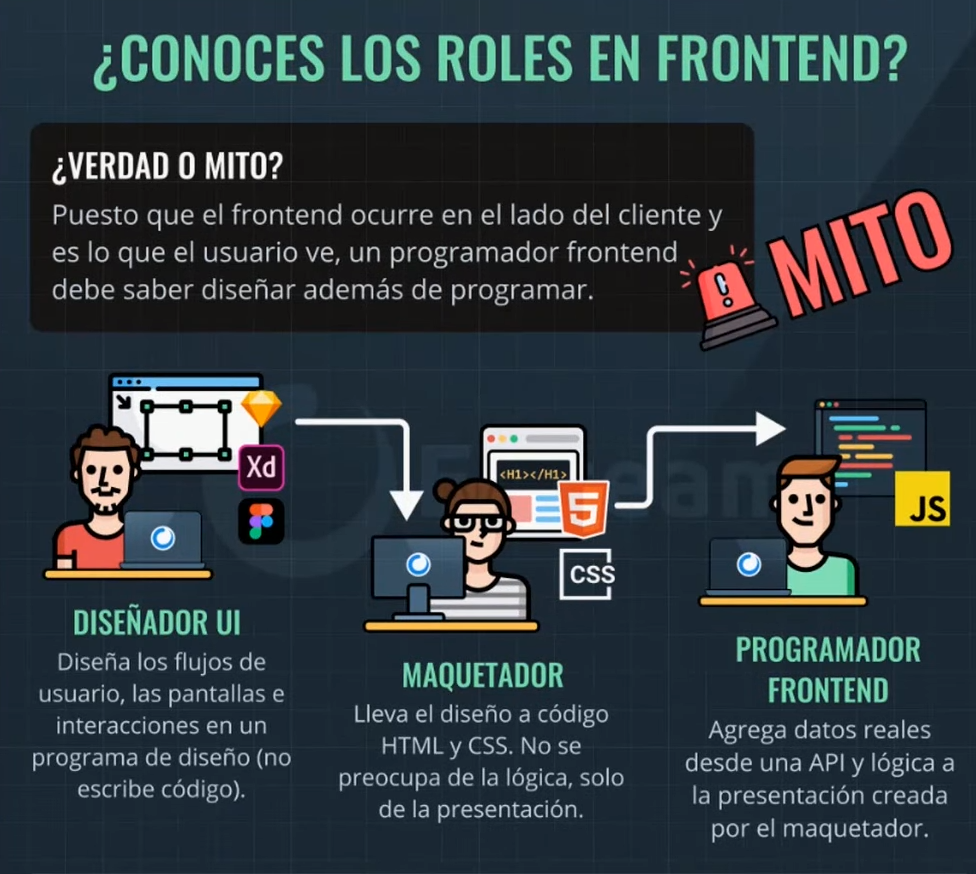 ¿CONOCES LOS ROLES EN FRONTEND?
¿VERDAD O MITO?
Puesto que el frontend ocurre en el lado del cliente y
es lo que el usuario ve, un programador frontend
debe saber diseñar además de programar.
MITO
Xd
<H1></H1>
5
CSS
JS
DISEÑADOR UI
Diseña los flujos de
usuario, las pantallas e
interacciones en un
programa de diseño (no
escribe código).
MAQUETADOR
Lleva el diseño a código
HTML y CSS. No se
preocupa de la lógica, solo
de la presentación.
PROGRAMADOR
FRONTEND
Agrega datos reales
desde una API y lógica a
la presentación creada
por el maquetador.